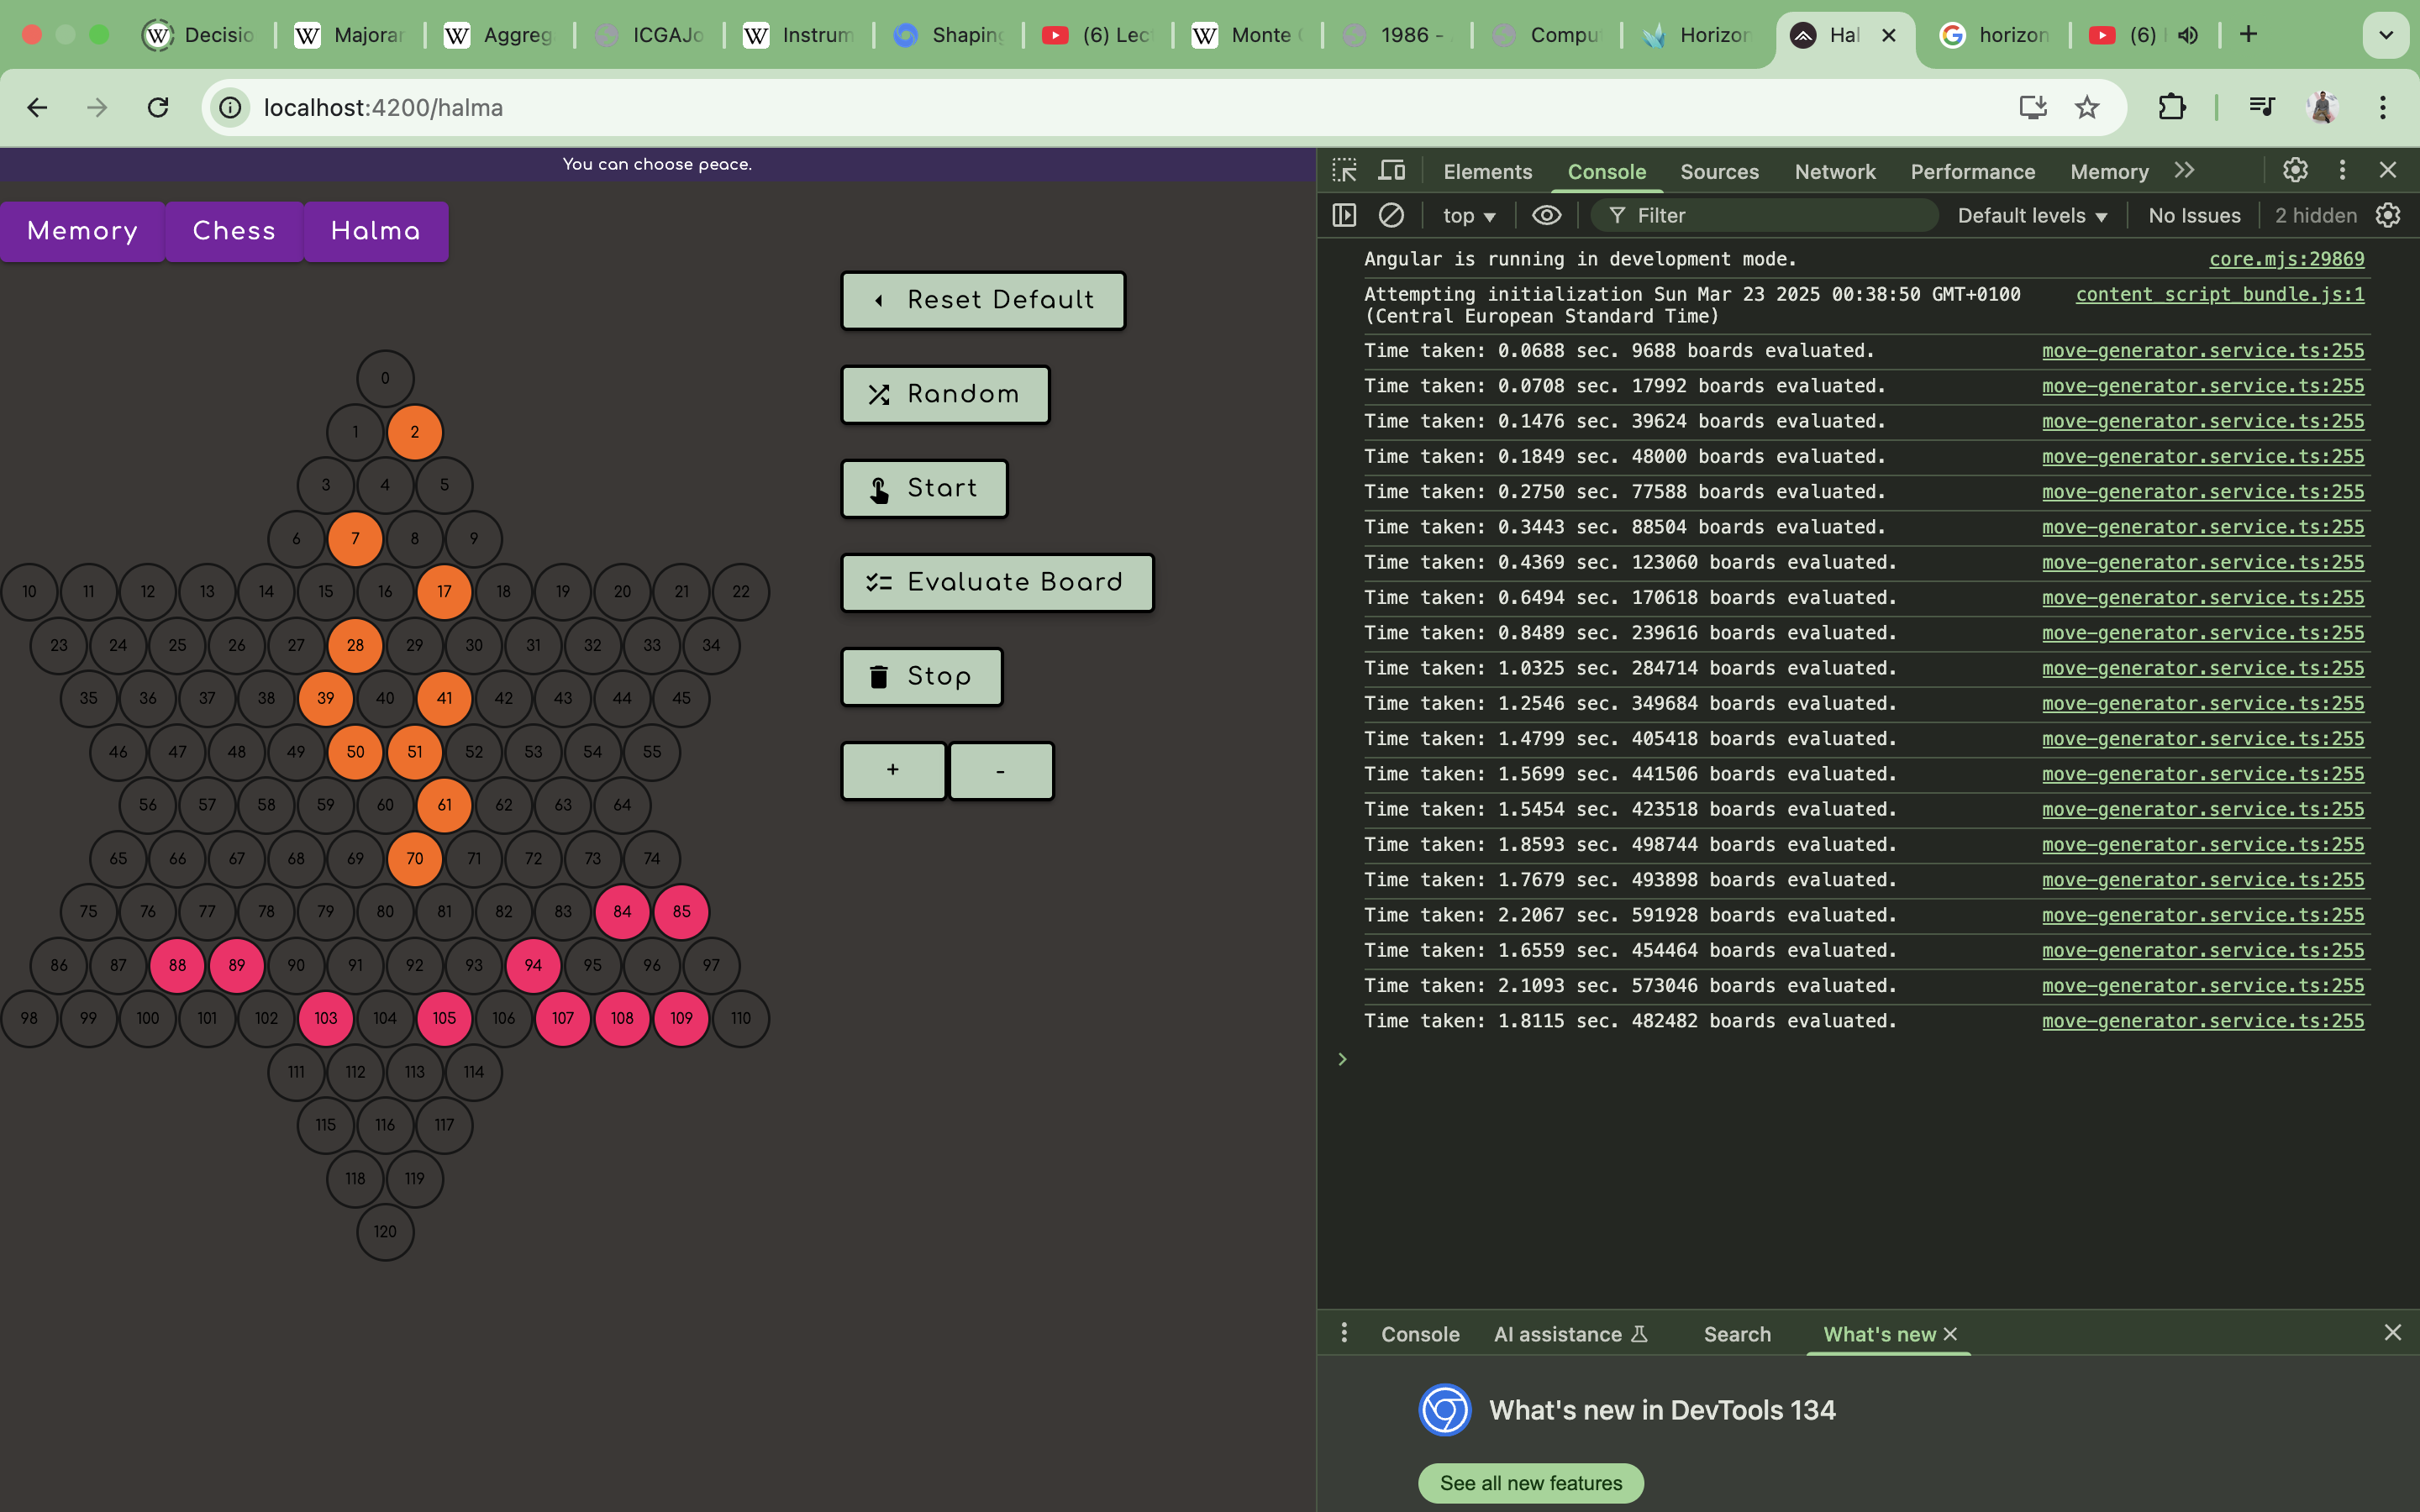 Decisio
Majorar
Aggreg
ICGAJo
Instrum
Shaping
(6) Lec
Monte
1986 -
Compu
Horizon
Hal
horizon
(6)
localhost:4200/halma
You can choose peace.
Memory
Chess
Halma
Reset Default
Random
Start
Evaluate Board
Stop
+ -
0
1 2
3 4 5
6 7 8 9
10 11 12 13 14 15 16 17 18 19 20 21 22
23 24 25 26 27 28 29 30 31 32 33 34
35 36 37 38 39 40 41 42 43 44 45
46 47 48 49 50 51 52 53 54 55
56 57 58 59 60 61 62 63 64
65 66 67 68 69 70 71 72 73 74
75 76 77 78 79 80 81 82 83 84 85
86 87 88 89 90 91 92 93 94 95 96 97
98 99 100 101 102 103 104 105 106 107 108 109 110
111 112 113 114
115 116 117
118 119
120
Elements Console Sources Network Performance Memory
top Filter Default levels No Issues 2 hidden
Angular is running in development mode. core.mjs:29869
Attempting initialization Sun Mar 23 2025 00:38:50 GMT+0100 content_script_bundle.js:1
(Central European Standard Time)
Time taken: 0.0688 sec. 9688 boards evaluated. move-generator.service.ts:255
Time taken: 0.0708 sec. 17992 boards evaluated. move-generator.service.ts:255
Time taken: 0.1476 sec. 39624 boards evaluated. move-generator.service.ts:255
Time taken: 0.1849 sec. 48000 boards evaluated. move-generator.service.ts:255
Time taken: 0.2750 sec. 77588 boards evaluated. move-generator.service.ts:255
Time taken: 0.3443 sec. 88504 boards evaluated. move-generator.service.ts:255
Time taken: 0.4369 sec. 123060 boards evaluated. move-generator.service.ts:255
Time taken: 0.6494 sec. 170618 boards evaluated. move-generator.service.ts:255
Time taken: 0.8489 sec. 239616 boards evaluated. move-generator.service.ts:255
Time taken: 1.0325 sec. 284714 boards evaluated. move-generator.service.ts:255
Time taken: 1.2546 sec. 349684 boards evaluated. move-generator.service.ts:255
Time taken: 1.4799 sec. 405418 boards evaluated. move-generator.service.ts:255
Time taken: 1.5699 sec. 441506 boards evaluated. move-generator.service.ts:255
Time taken: 1.5454 sec. 423518 boards evaluated. move-generator.service.ts:255
Time taken: 1.8593 sec. 498744 boards evaluated. move-generator.service.ts:255
Time taken: 1.7679 sec. 493898 boards evaluated. move-generator.service.ts:255
Time taken: 2.2067 sec. 591928 boards evaluated. move-generator.service.ts:255
Time taken: 1.6559 sec. 454464 boards evaluated. move-generator.service.ts:255
Time taken: 2.1093 sec. 573046 boards evaluated. move-generator.service.ts:255
Time taken: 1.8115 sec. 482482 boards evaluated. move-generator.service.ts:255
Console AI assistance Search What's new
What's new in DevTools 134
See all new features